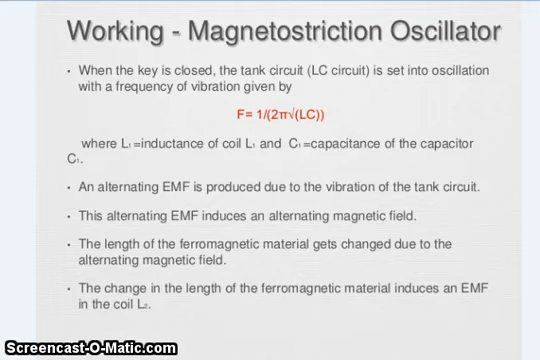 Working - Magnetostriction Oscillator
• When the key is closed, the tank circuit (LC circuit) is set into oscillation
with a frequency of vibration given by
F= 1/(2π√(LC))
where L₁ =inductance of coil L₁ and C₁ =capacitance of the capacitor
C₁.
• An alternating EMF is produced due to the vibration of the tank circuit.
• This alternating EMF induces an alternating magnetic field.
• The length of the ferromagnetic material gets changed due to the
alternating magnetic field.
• The change in the length of the ferromagnetic material induces an EMF
in the coil L₂.
Screencast-O-Matic.com